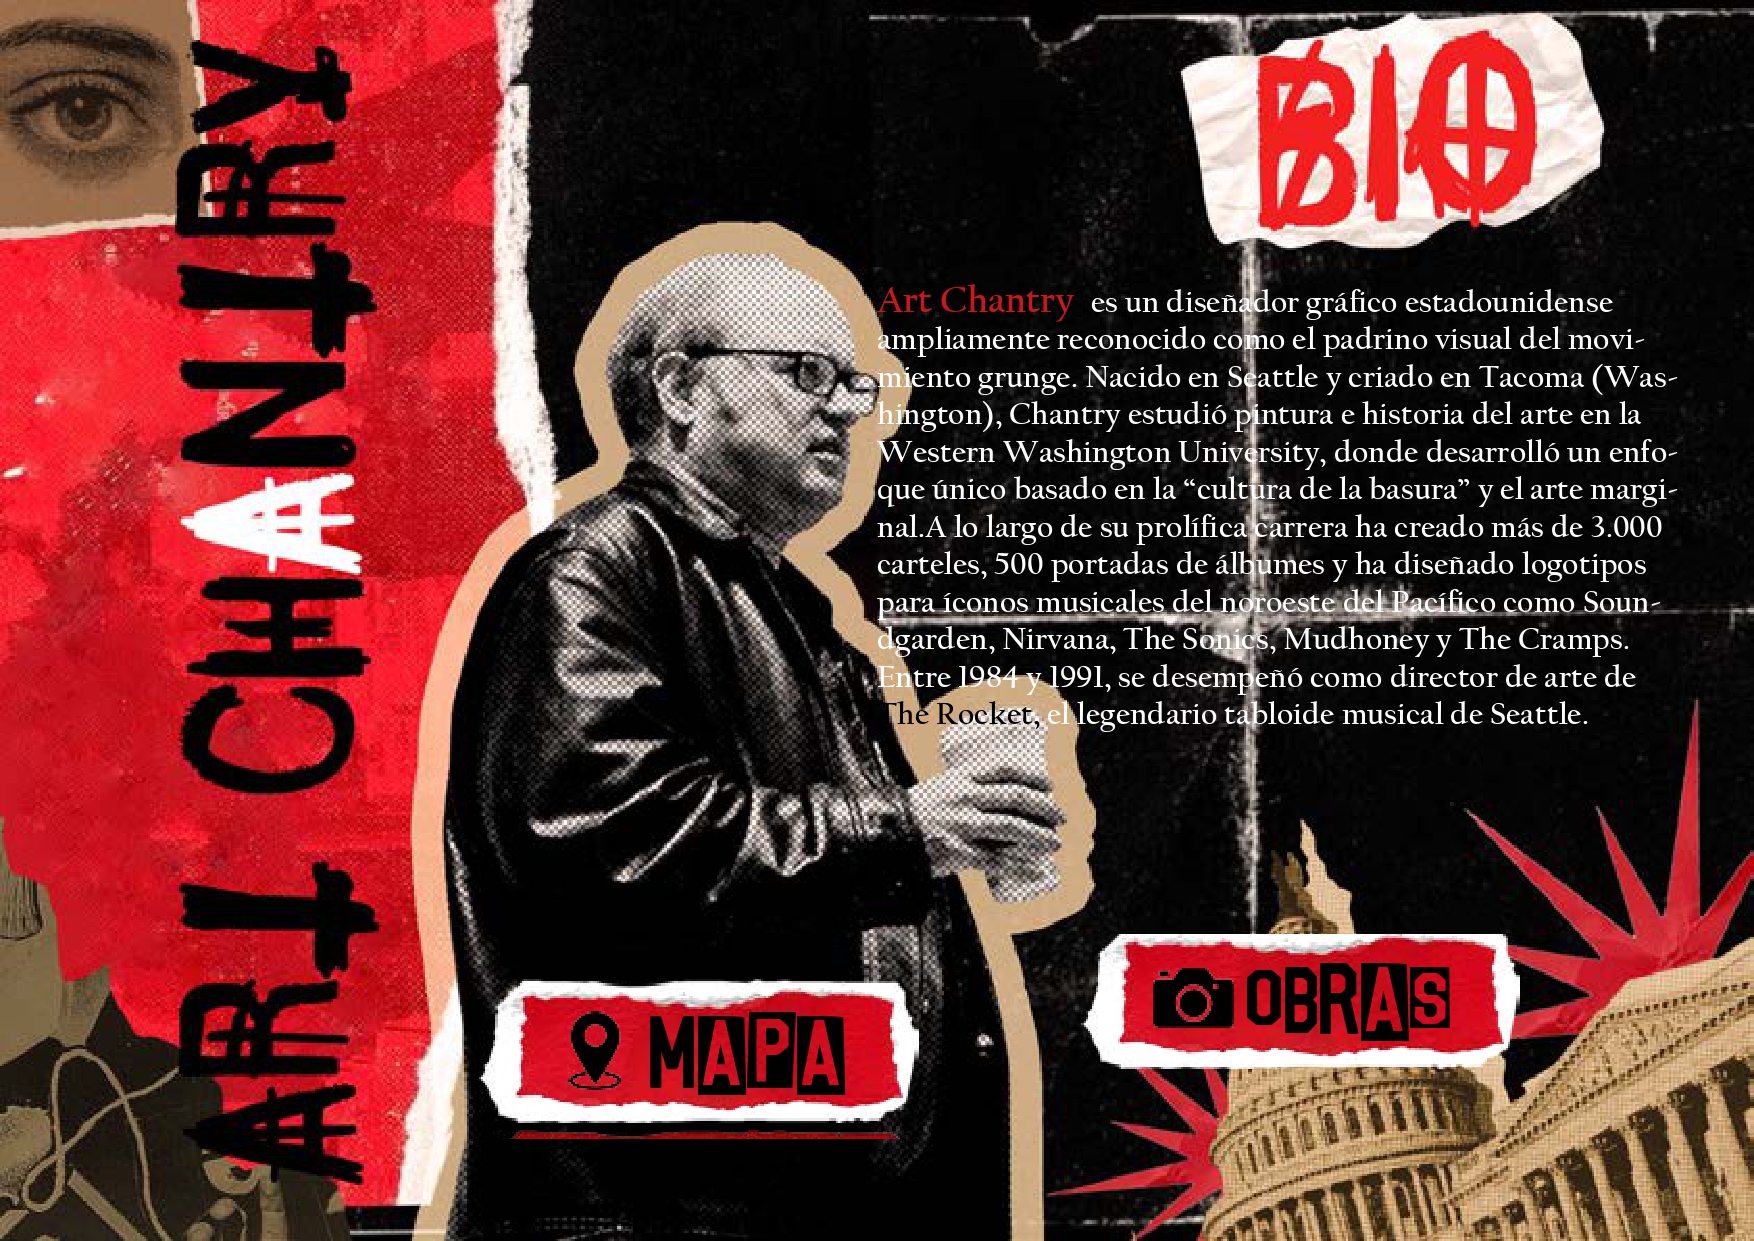 ART CHANTRY
BIO
Art Chantry es un diseñador gráfico estadounidense
ampliamente reconocido como el padrino visual del movi-
miento grunge. Nacido en Seattle y criado en Tacoma (Was-
hington), Chantry estudió pintura e historia del arte en la
Western Washington University, donde desarrolló un enfo-
que único basado en la “cultura de la basura” y el arte margi-
nal.A lo largo de su prolífica carrera ha creado más de 3.000
carteles, 500 portadas de álbumes y ha diseñado logotipos
para íconos musicales del noroeste del Pacífico como Soun-
dgarden, Nirvana, The Sonics, Mudhoney y The Cramps.
Entre 1984 y 1991, se desempeñó como director de arte de
The Rocket, el legendario tabloide musical de Seattle.
MAPA
OBRAS